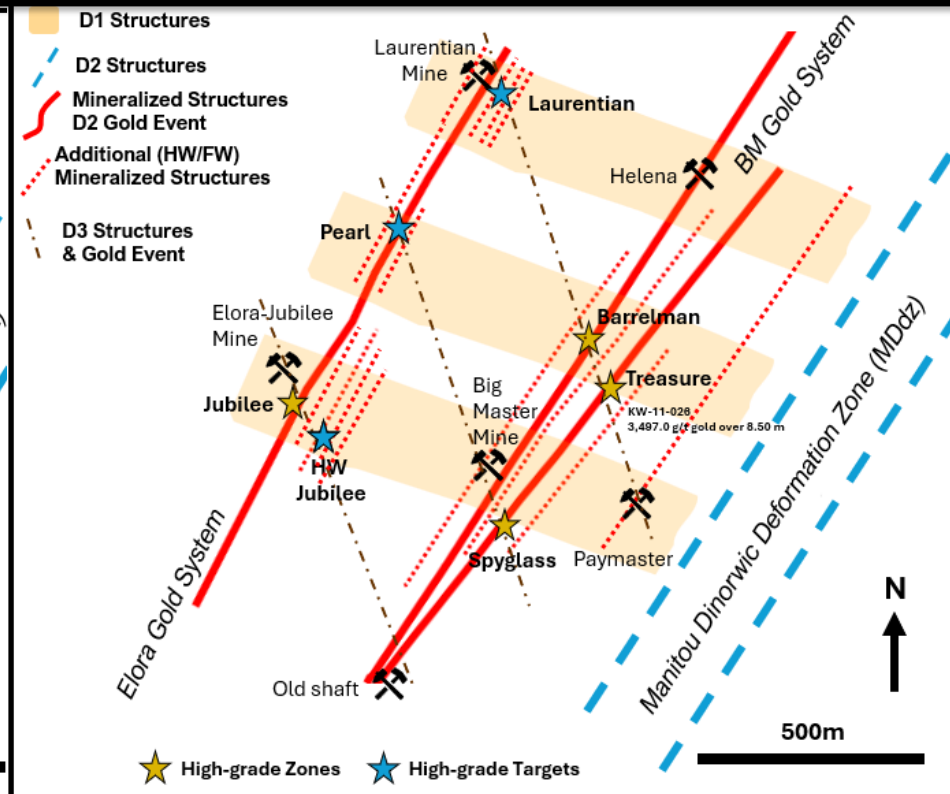 D1 Structures
D2 Structures
Mineralized Structures
D2 Gold Event
Additional (HW/FW)
Mineralized Structures
D3 Structures
& Gold Event
Laurentian
Mine
Laurentian
BM Gold System
Helena
Pearl
Elora-Jubilee
Mine
Barrelman
Jubilee
Big
Master
Mine
Treasure
KW-11-026
3,497.0 g/t gold over 8.50 m
HW
Jubilee
Spyglass
Paymaster
Manitou Dinorwic Deformation Zone (MDdz)
Elora Gold System
N
Old shaft
500m
High-grade Zones
High-grade Targets